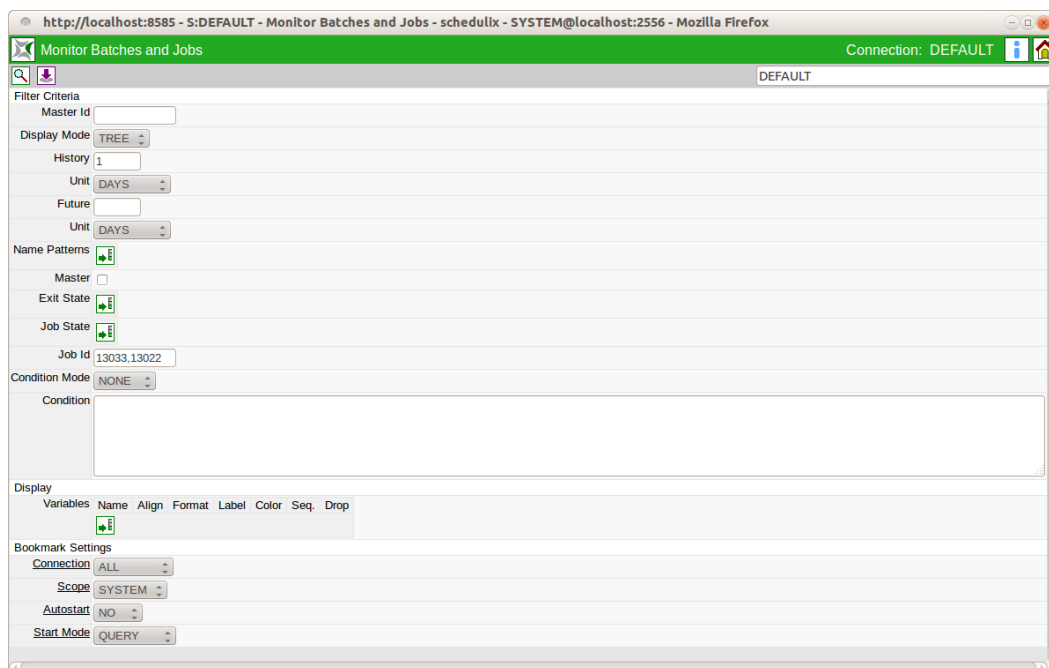 http://localhost:8585 - S:DEFAULT - Monitor Batches and Jobs - schedulix - SYSTEM@localhost:2556 - Mozilla Firefox
Monitor Batches and Jobs Connection: DEFAULT
DEFAULT
Filter Criteria
Master Id
Display Mode TREE
History 1
Unit DAYS
Future
Unit DAYS
Name Patterns
Master
Exit State
Job State
Job Id 13033,13022
Condition Mode NONE
Condition
Display
Variables Name Align Format Label Color Seq. Drop
Bookmark Settings
Connection ALL
Scope SYSTEM
Autostart NO
Start Mode QUERY